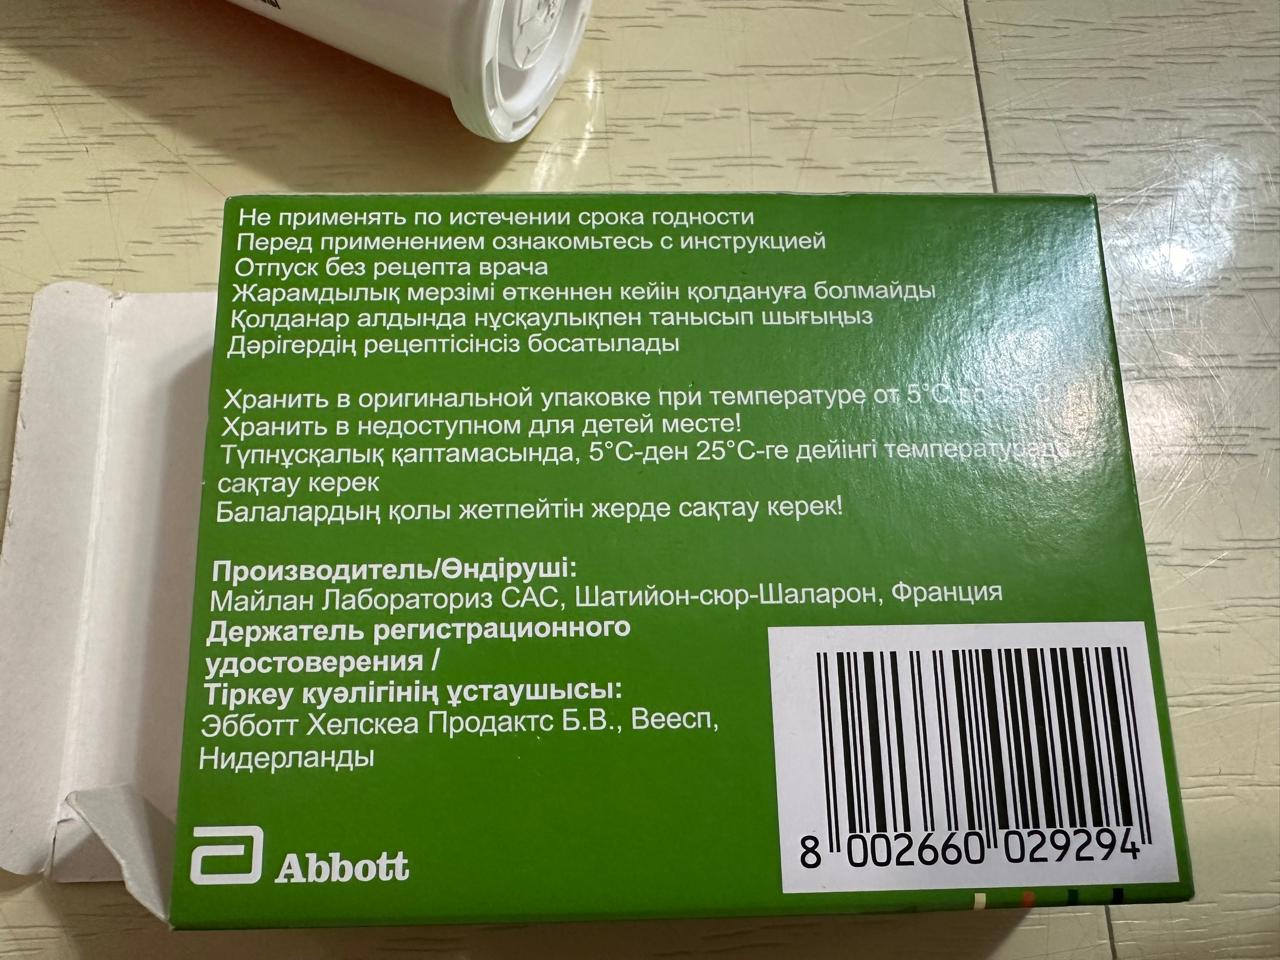 Не применять по истечении срока годности
Перед применением ознакомьтесь с инструкцией
Отпуск без рецепта врача
Жарамдылық мерзімі өткеннен кейін қолдануға болмайды
Қолданар алдында нұсқаулықпен танысып шығыңыз
Дәрігердің рецептісінсіз босатылады
Хранить в оригинальной упаковке при температуре от 5°C до 25°C
Хранить в недоступном для детей месте!
Түпнұсқалық қаптамасында, 5°C-ден 25°C-ге дейінгі температурада
сақтау керек
Балалардың қолы жетпейтін жерде сақтау керек!
Производитель/Өндіруші:
Майлан Лабораториз САС, Шатийон-сюр-Шаларон, Франция
Держатель регистрационного
удостоверения /
Тіркеу куәлігінің ұстаушысы:
Эбботт Хелскеа Продактс Б.В., Веесп,
Нидерланды
Abbott
8 002660 029294